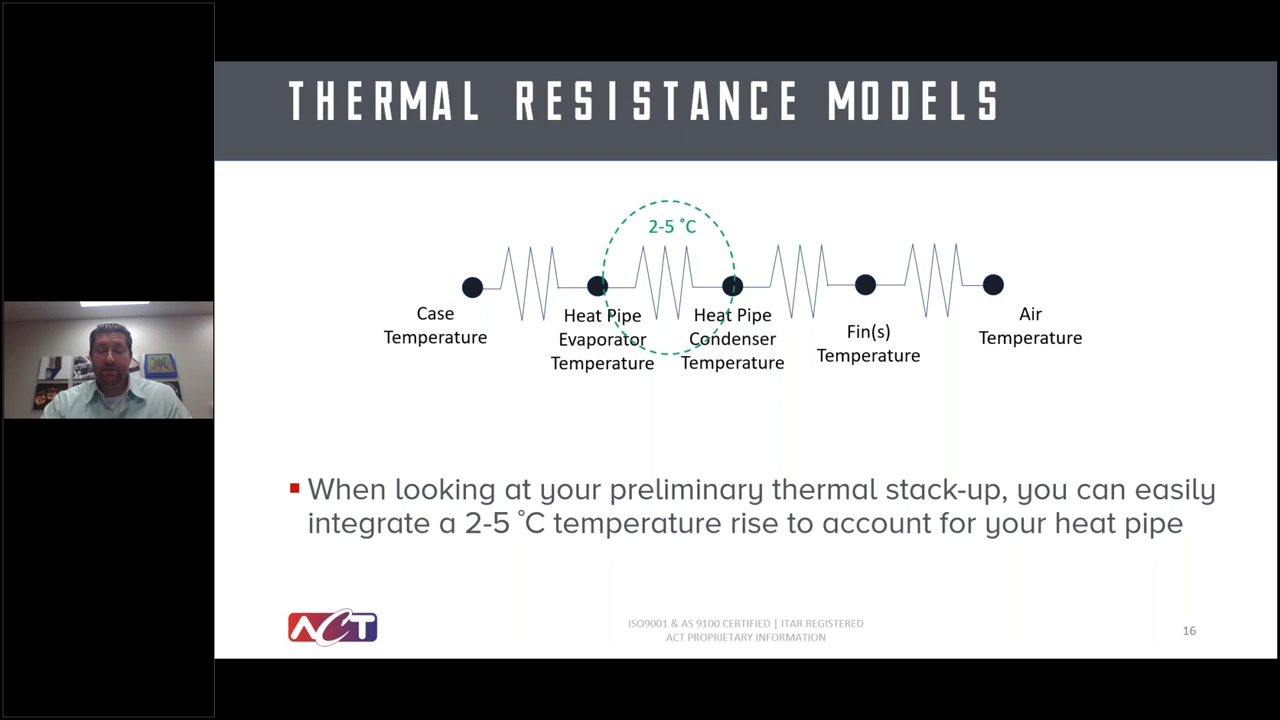 THERMAL RESISTANCE MODELS
2-5 ˚C
Case
Temperature
Heat Pipe
Evaporator
Temperature
Heat Pipe
Condenser
Temperature
Fin(s)
Temperature
Air
Temperature
When looking at your preliminary thermal stack-up, you can easily
integrate a 2-5 ˚C temperature rise to account for your heat pipe
ACT
ISO9001 & AS 9100 CERTIFIED | ITAR REGISTERED
ACT PROPRIETARY INFORMATION
16